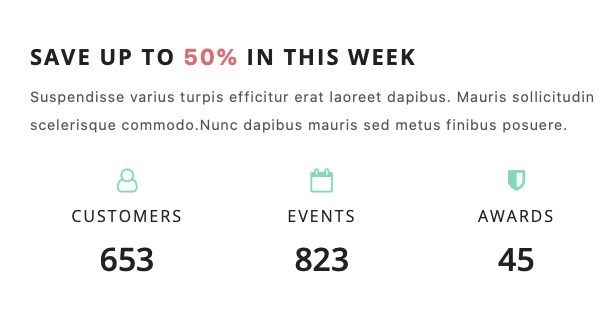 SAVE UP TO 50% IN THIS WEEK
Suspendisse varius turpis efficitur erat laoreet dapibus. Mauris sollicitudin
scelerisque commodo.Nunc dapibus mauris sed metus finibus posuere.
CUSTOMERS EVENTS AWARDS
653 823 45